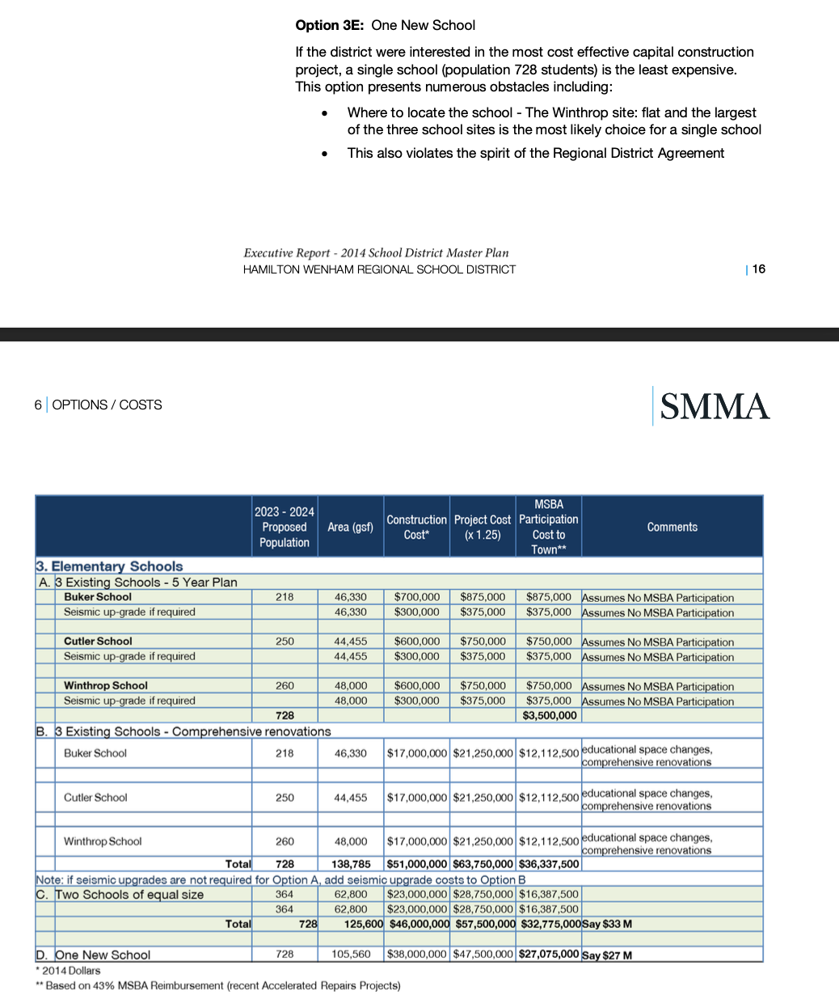 Option 3E: One New School
If the district were interested in the most cost effective capital construction
project, a single school (population 728 students) is the least expensive.
This option presents numerous obstacles including:
• Where to locate the school - The Winthrop site: flat and the largest
of the three school sites is the most likely choice for a single school
• This also violates the spirit of the Regional District Agreement
Executive Report - 2014 School District Master Plan
HAMILTON WENHAM REGIONAL SCHOOL DISTRICT | 16
6 | OPTIONS / COSTS
SMMA
2023 - 2024 Proposed Population Area (gsf) Construction Cost* Project Cost (x 1.25) MSBA Participation Cost to Town** Comments
3. Elementary Schools
A. 3 Existing Schools - 5 Year Plan
Buker School 218 46,330 $700,000 $875,000 $875,000 Assumes No MSBA Participation
Seismic up-grade if required 46,330 $300,000 $375,000 $375,000 Assumes No MSBA Participation
Cutler School 250 44,455 $600,000 $750,000 $750,000 Assumes No MSBA Participation
Seismic up-grade if required 44,455 $300,000 $375,000 $375,000 Assumes No MSBA Participation
Winthrop School 260 48,000 $600,000 $750,000 $750,000 Assumes No MSBA Participation
Seismic up-grade if required 48,000 $300,000 $375,000 $375,000 Assumes No MSBA Participation
728 $3,500,000
B. 3 Existing Schools - Comprehensive renovations
Buker School 218 46,330 $17,000,000 $21,250,000 $12,112,500 educational space changes, comprehensive renovations
Cutler School 250 44,455 $17,000,000 $21,250,000 $12,112,500 educational space changes, comprehensive renovations
Winthrop School 260 48,000 $17,000,000 $21,250,000 $12,112,500 educational space changes, comprehensive renovations
Total 728 138,785 $51,000,000 $63,750,000 $36,337,500
Note: if seismic upgrades are not required for Option A, add seismic upgrade costs to Option B
C. Two Schools of equal size 364 62,800 $23,000,000 $28,750,000 $16,387,500
364 62,800 $23,000,000 $28,750,000 $16,387,500
Total 728 125,600 $46,000,000 $57,500,000 $32,775,000 Say $33 M
D. One New School 728 105,560 $38,000,000 $47,500,000 $27,075,000 Say $27 M
* 2014 Dollars
** Based on 43% MSBA Reimbursement (recent Accelerated Repairs Projects)